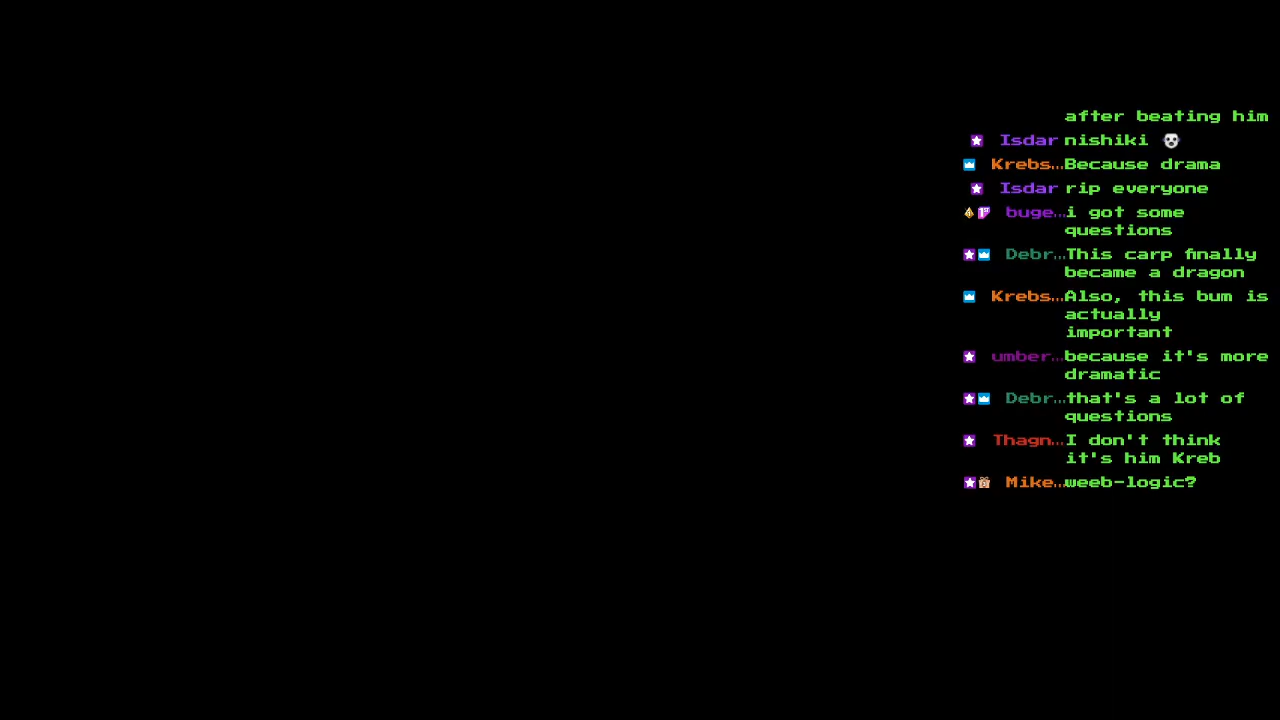 after beating him
Isdar nishiki
Krebs…Because drama
Isdar rip everyone
buge…i got some
questions
Debr…This carp finally
became a dragon
Krebs…Also, this bum is
actually
important
umber…because it's more
dramatic
Debr…that's a lot of
questions
Thagn…I don't think
it's him Kreb
Mike…weeb-logic?